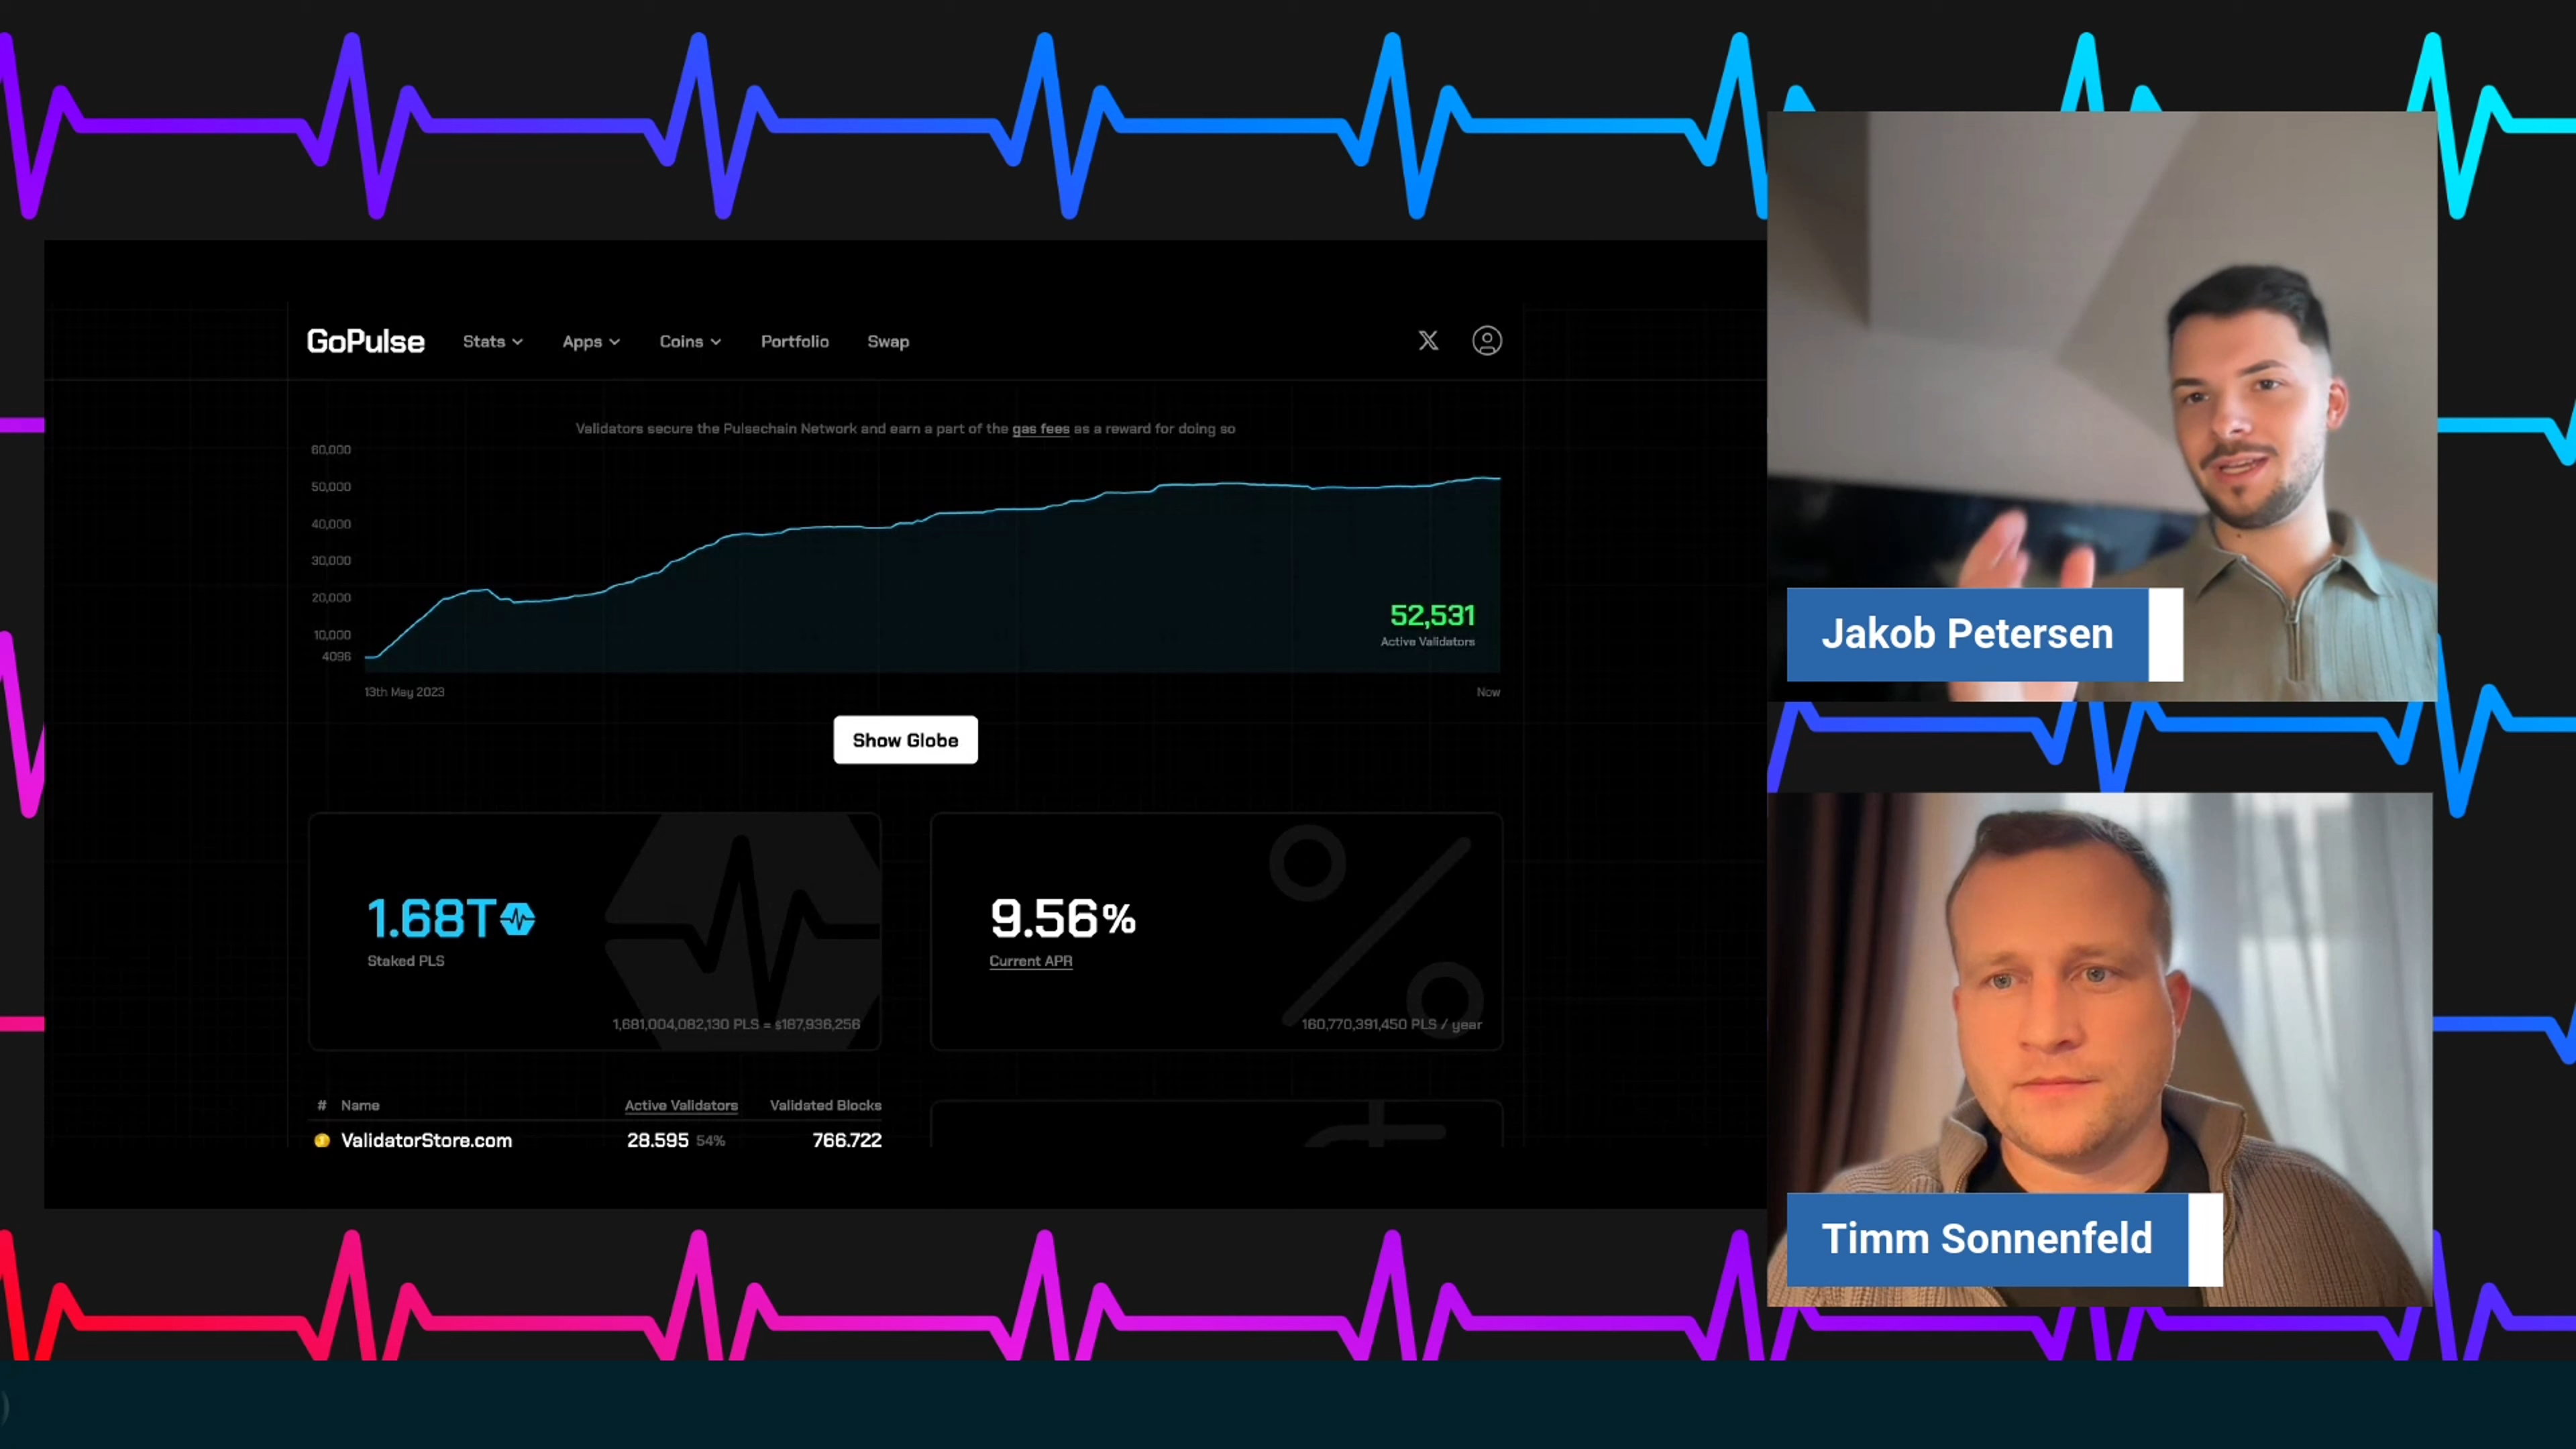 GoPulse
Stats
Apps
Coins
Portfolio
Swap
Validators secure the Pulsechain Network and earn a part of the gas fees as a reward for doing so
60,000
50,000
40,000
30,000
20,000
10,000
4096
52,531
Active Validators
13th May 2023
Now
Show Globe
1.68T
Staked PLS
1,681,004,082,130 PLS = $187,936,256
9.56%
Current APR
160,770,391,450 PLS / year
# Name Active Validators Validated Blocks
ValidatorStore.com 28.595 54% 766.722
Jakob Petersen
Timm Sonnenfeld